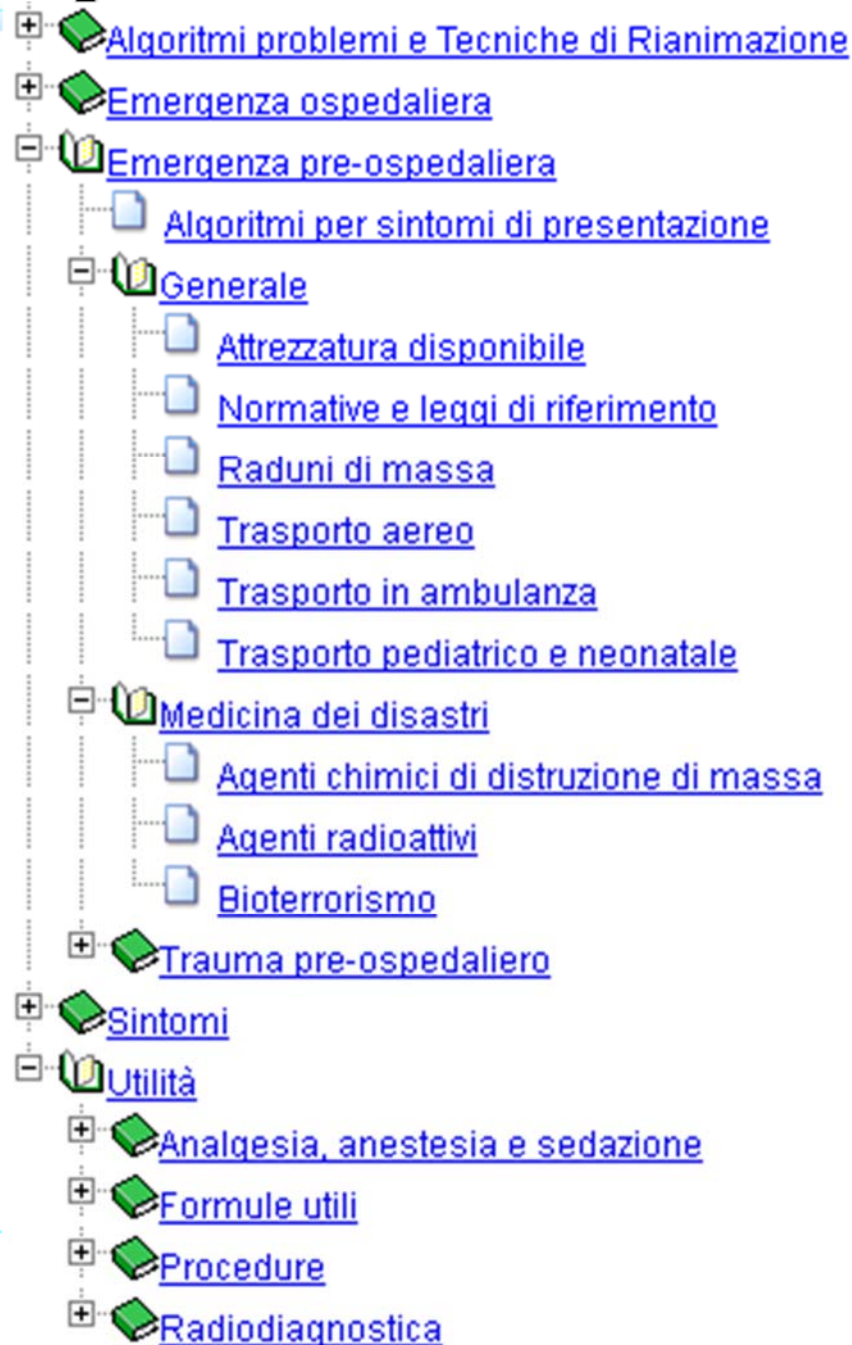 Algoritmi problemi e Tecniche di Rianimazione
Emergenza ospedaliera
Emergenza pre-ospedaliera
Algoritmi per sintomi di presentazione
Generale
Attrezzatura disponibile
Normative e leggi di riferimento
Raduni di massa
Trasporto aereo
Trasporto in ambulanza
Trasporto pediatrico e neonatale
Medicina dei disastri
Agenti chimici di distruzione di massa
Agenti radioattivi
Bioterrorismo
Trauma pre-ospedaliero
Sintomi
Utilità
Analgesia, anestesia e sedazione
Formule utili
Procedure
Radiodiagnostica